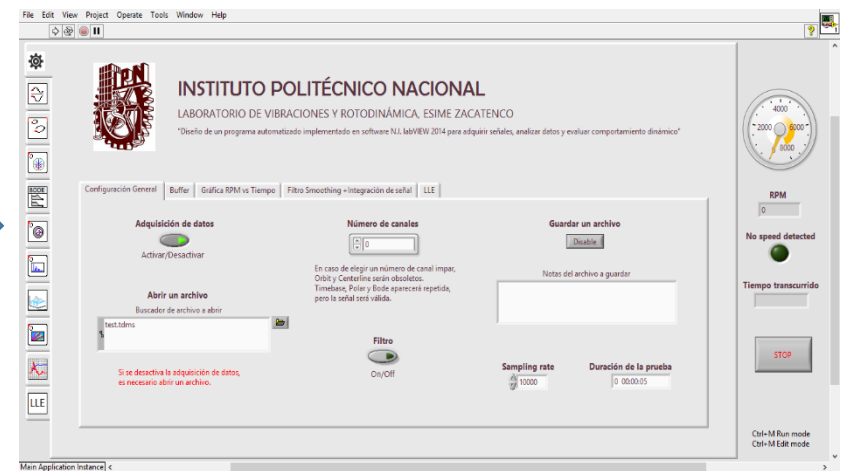 File Edit View Project Operate Tools Window Help
IPN
INSTITUTO POLITÉCNICO NACIONAL
LABORATORIO DE VIBRACIONES Y ROTODINÁMICA, ESIME ZACATENCO
"Diseño de un programa automatizado implementado en software N.I. labVIEW 2014 para adquirir señales, analizar datos y evaluar comportamiento dinámico"
2000 4000 6000 8000
BODE
LLE
Configuración General Buffer Gráfica RPM vs Tiempo Filtro Smoothing +Integración de señal LLE
Adquisición de datos
Activar/Desactivar
Abrir un archivo
Buscador de archivo a abrir
test.tdms
Si se desactiva la adquisición de datos,
es necesario abrir un archivo.
Número de canales
0
En caso de elegir un número de canal impar,
Orbit y Centerline serán obsoletos.
Timebase, Polar y Bode aparecerá repetida,
pero la señal será válida.
Filtro
On/Off
Guardar un archivo
Disable
Notas del archivo a guardar
Sampling rate
10000
Duración de la prueba
0 00:00:05
RPM
0
No speed detected
Tiempo transcurrido
STOP
Ctrl+M Run mode
Ctrl+M Edit mode
Main Application Instance